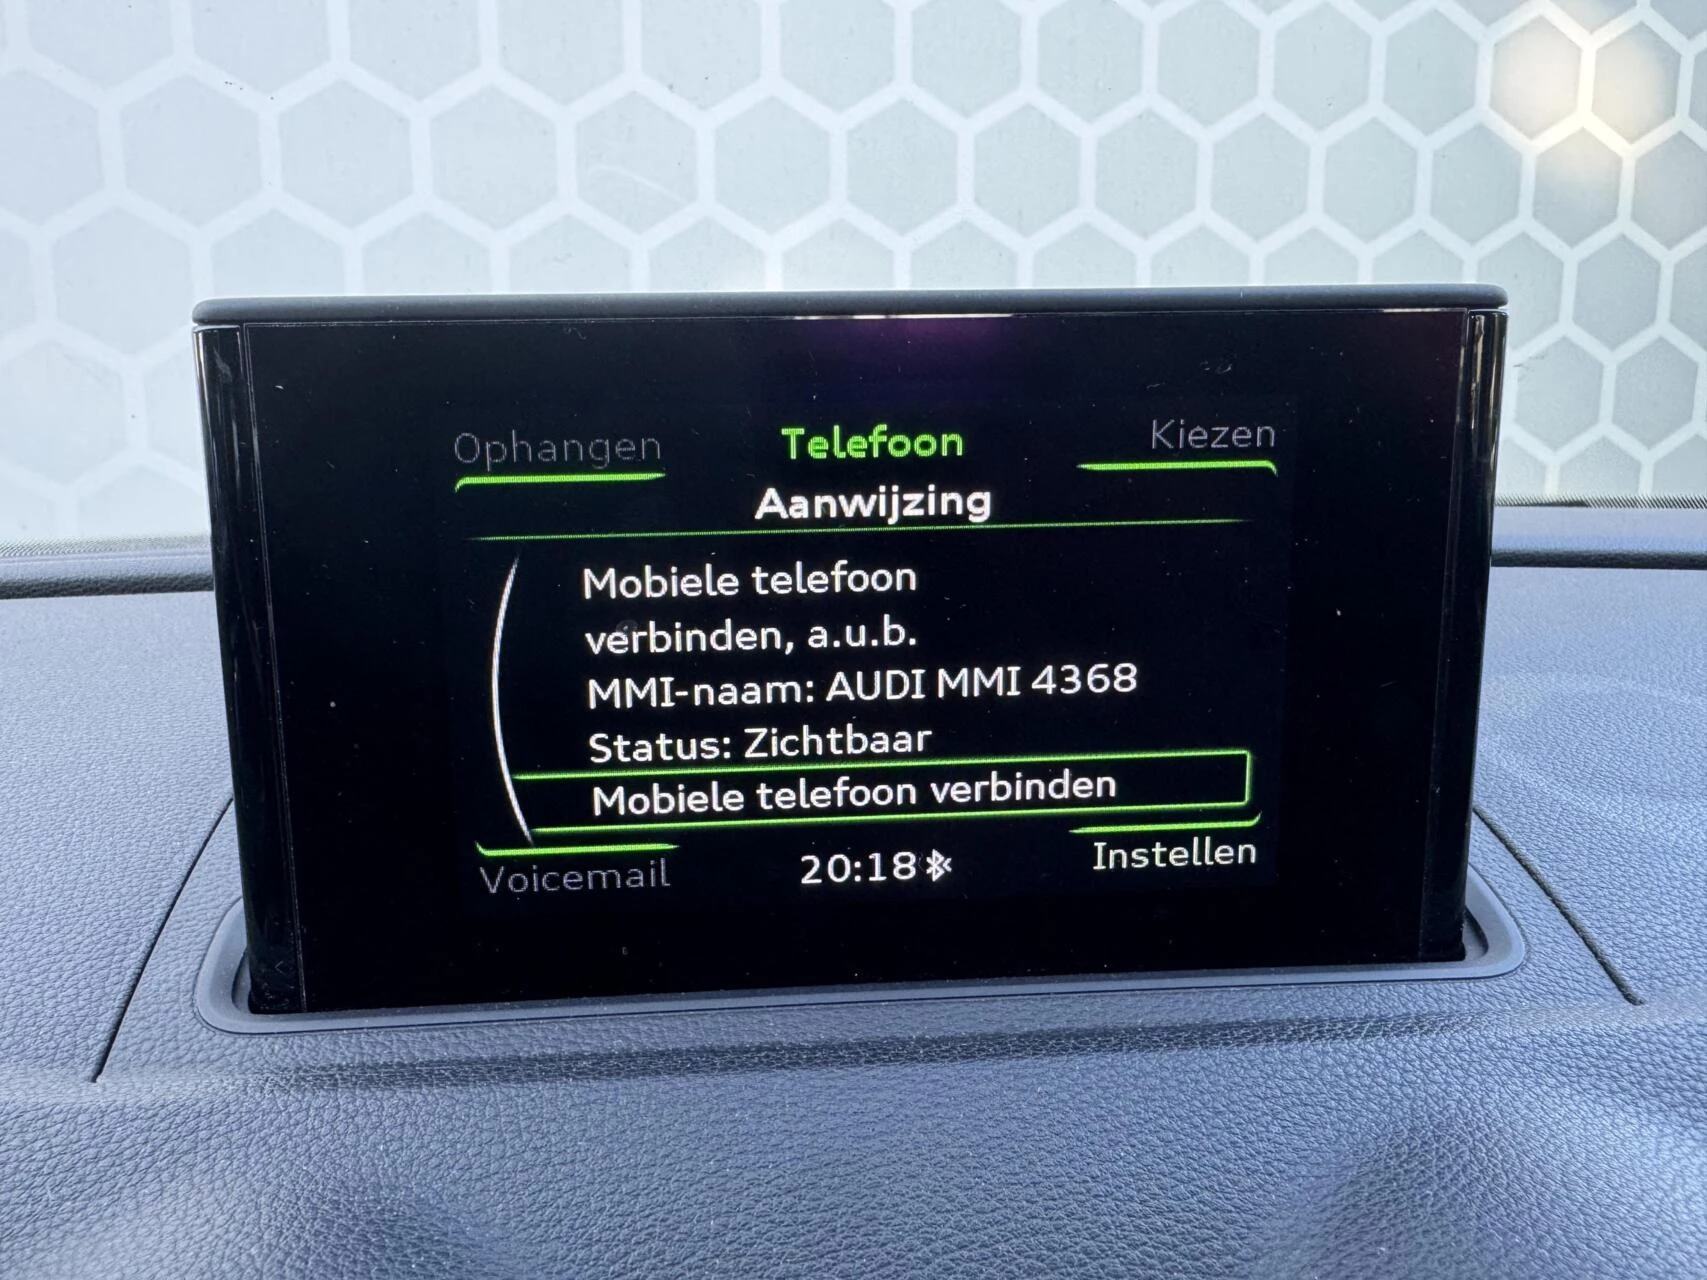 Ophangen Telefoon Kiezen
Aanwijzing
Mobiele telefoon
verbinden, a.u.b.
MMI-naam: AUDI MMI 4368
Status: Zichtbaar
Mobiele telefoon verbinden
Voicemail 20:18 Instellen